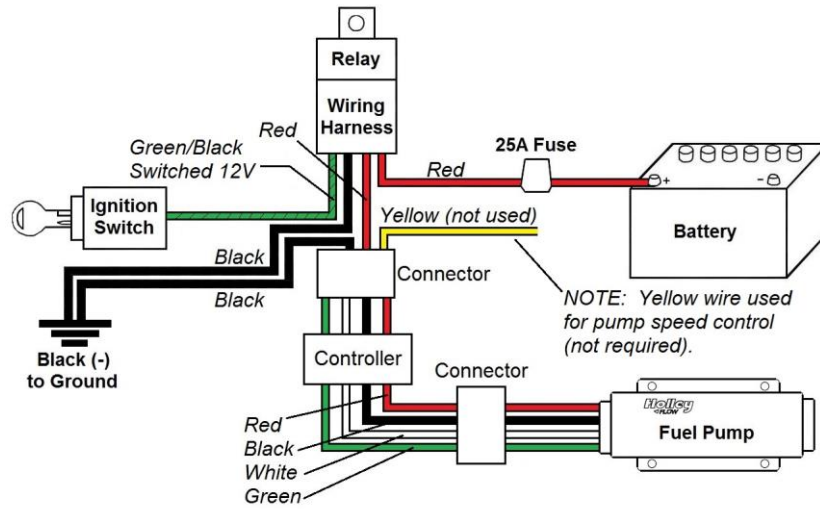 Relay
Wiring
Harness
Red
Green/Black
Switched 12V
25A Fuse
Red
+
-
Ignition
Switch
Yellow (not used)
Battery
Black
Black
Connector
NOTE: Yellow wire used
for pump speed control
(not required).
Black (-)
to Ground
Controller
Connector
Red
Black
White
Green
Holley
FLOW
Fuel Pump